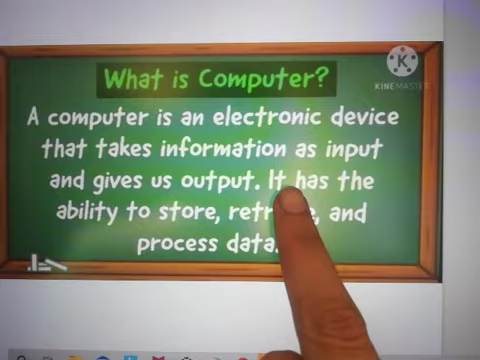 What is Computer?
KINEMASTER
A computer is an electronic device
that takes information as input
and gives us output. It has the
ability to store, and
process data.